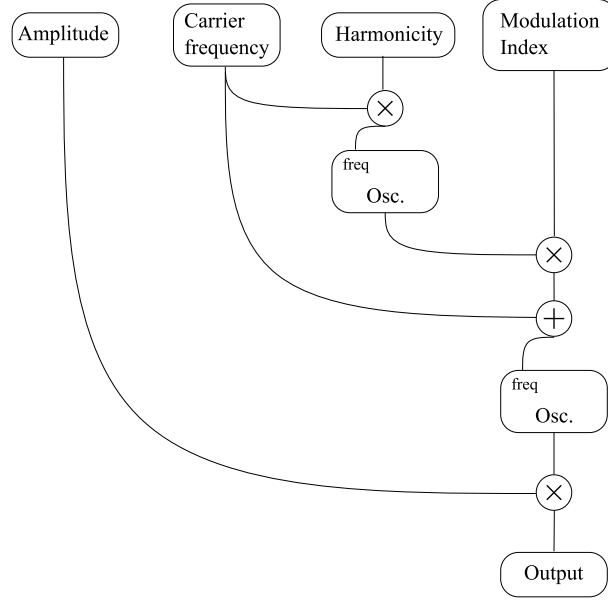 Amplitude
Carrier
frequency
Harmonicity
Modulation
Index
×
freq
Osc.
×
+
freq
Osc.
×
Output